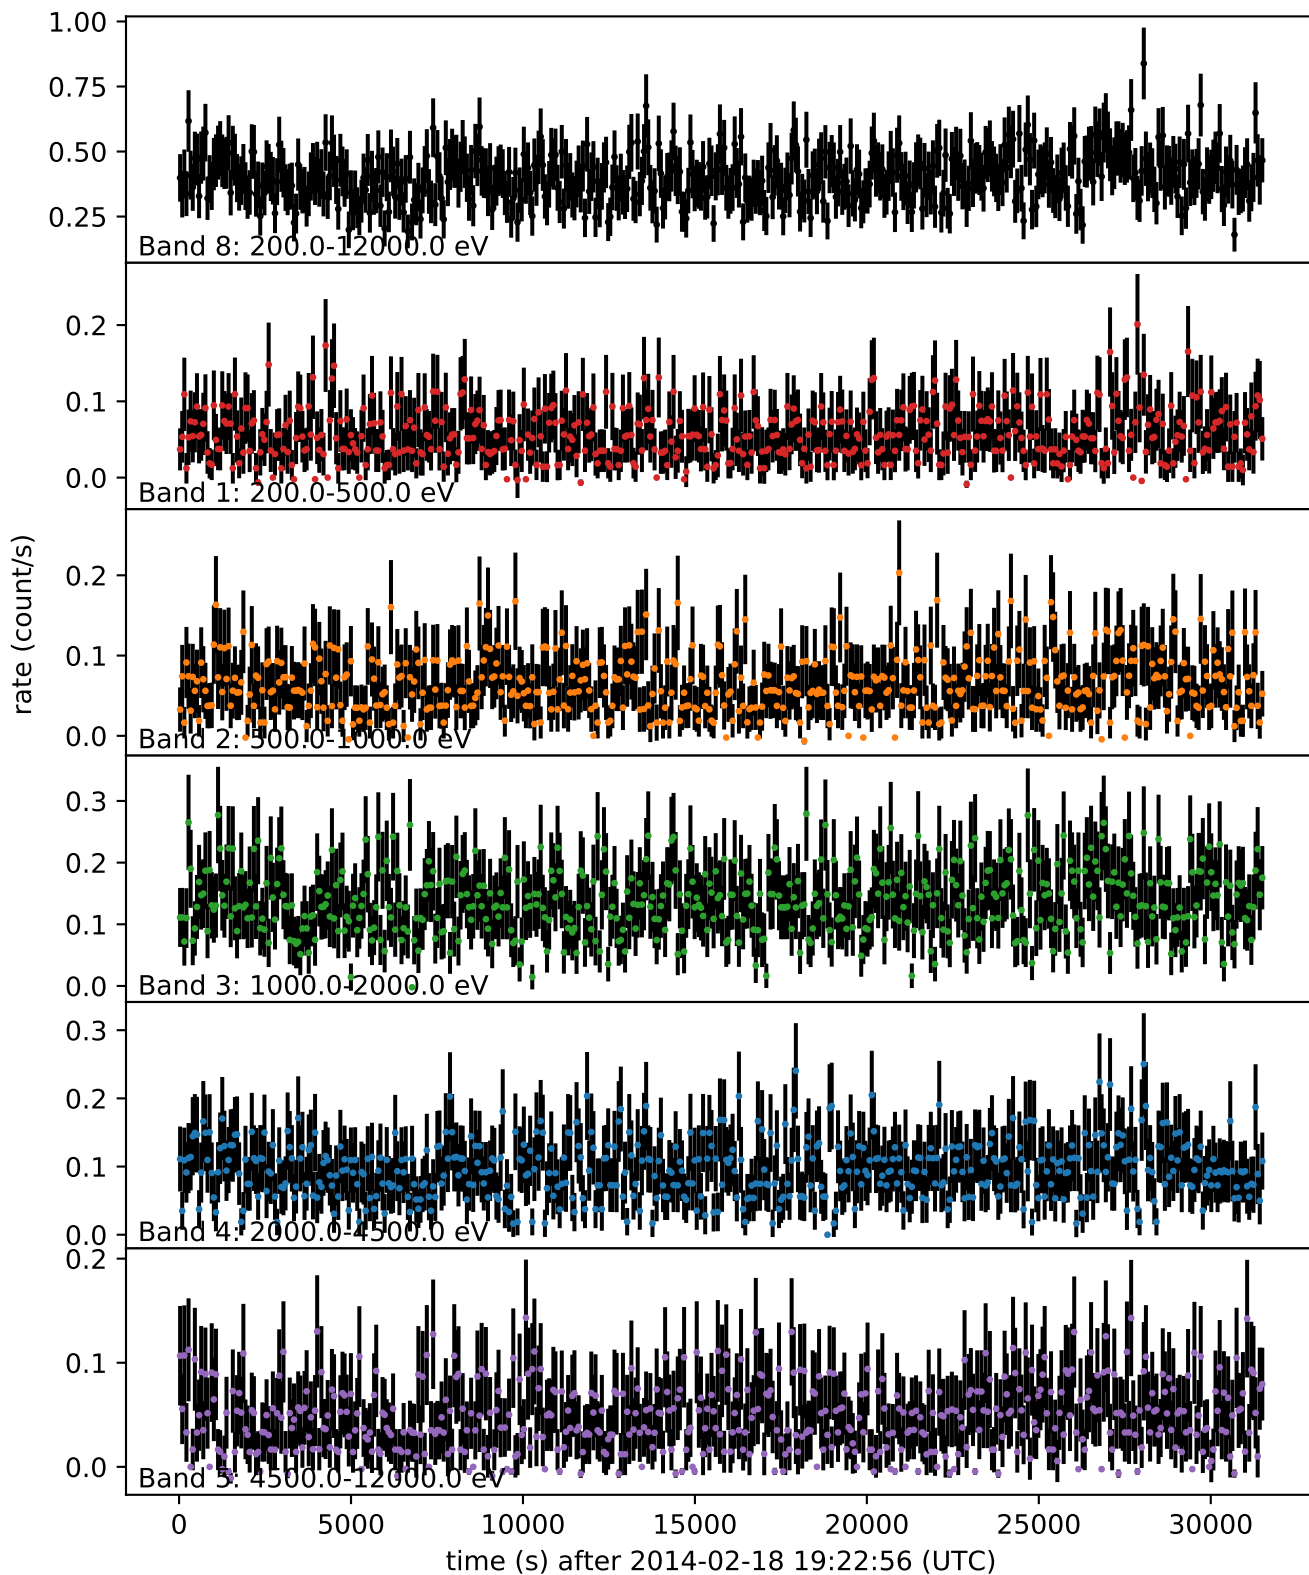 1.00
0.75
0.50
0.25
Band 8: 200.0-12000.0 eV
0.2
0.1
0.0
Band 1: 200.0-500.0 eV
0.2
0.1
0.0
Band 2: 500.0-1000.0 eV
rate (count/s)
0.3
0.2
0.1
0.0
Band 3: 1000.0-2000.0 eV
0.3
0.2
0.1
0.0
Band 4: 2000.0-4500.0 eV
0.2
0.1
0.0
Band 5: 4500.0-12000.0 eV
0 5000 10000 15000 20000 25000 30000
time (s) after 2014-02-18 19:22:56 (UTC)